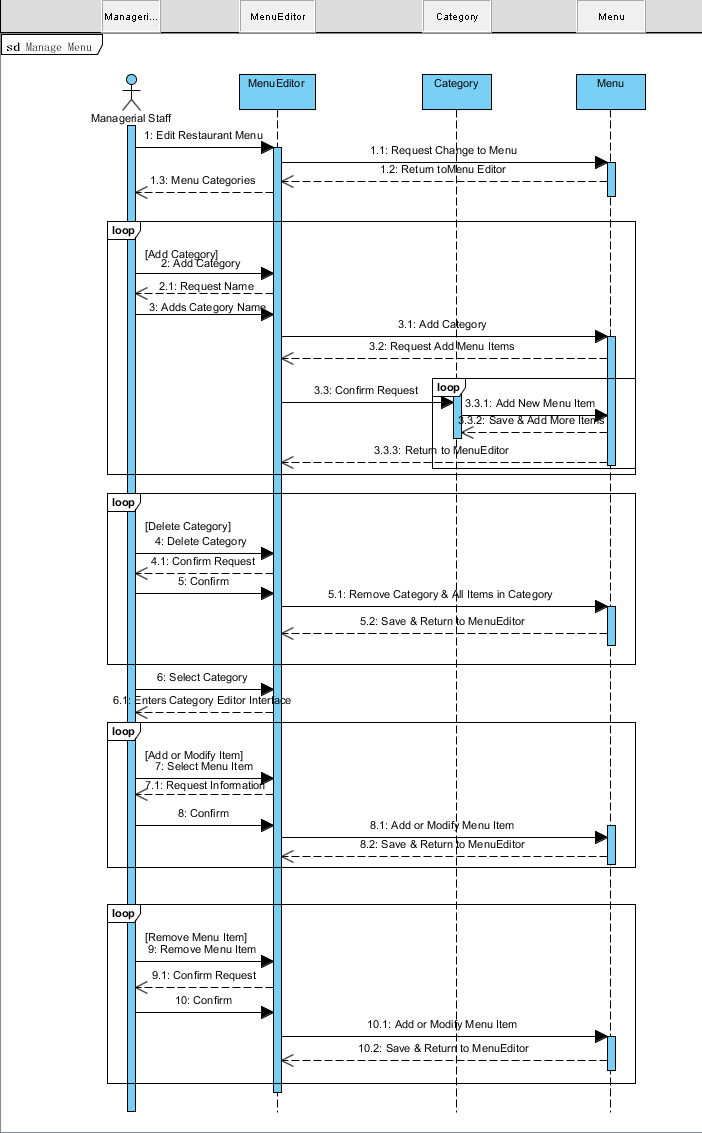 Manageri...
MenuEditor
Category
Menu
sd Manage Menu
MenuEditor
Category
Menu
Managerial Staff
1: Edit Restaurant Menu
1.1: Request Change to Menu
1.2: Return toMenu Editor
1.3: Menu Categories
loop
[Add Category]
2: Add Category
2.1: Request Name
3: Adds Category Name
3.1: Add Category
3.2: Request Add Menu Items
loop
3.3: Confirm Request
3.3.1: Add New Menu Item
3.3.2: Save & Add More Items
3.3.3: Return to MenuEditor
loop
[Delete Category]
4: Delete Category
4.1: Confirm Request
5: Confirm
5.1: Remove Category & All Items in Category
5.2: Save & Return to MenuEditor
6: Select Category
6.1: Enters Category Editor Interface
loop
[Add or Modify Item]
7: Select Menu Item
7.1: Request Information
8: Confirm
8.1: Add or Modify Menu Item
8.2: Save & Return to MenuEditor
loop
[Remove Menu Item]
9: Remove Menu Item
9.1: Confirm Request
10: Confirm
10.1: Add or Modify Menu Item
10.2: Save & Return to MenuEditor